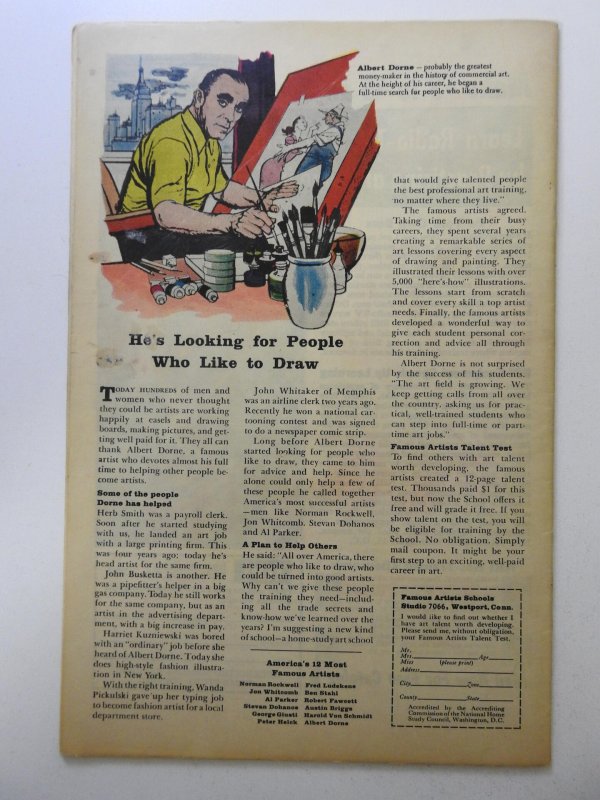 Albert Dorne — probably the greatest
money-maker in the history of commercial art.
At the height of his career, he began a
full-time search for people who like to draw.
He's Looking for People
Who Like to Draw
TODAY HUNDREDS of men and
women who never thought
they could be artists are working
happily at easels and drawing
boards, making pictures, and get-
ting well paid for it. They all can
thank Albert Dorne, a famous
artist who devotes almost his full
time to helping other people be-
come artists.
Some of the people
Dorne has helped
Herb Smith was a payroll clerk.
Soon after he started studying
with us, he landed an art job
with a large printing firm. This
was four years ago: today he's
head artist for the same firm.
John Busketta is another. He
was a pipefitter's helper in a big
gas company. Today he still works
for the same company, but as an
artist in the advertising depart-
ment, with a big increase in pay.
Harriet Kuzniewski was bored
with an "ordinary" job before she
heard of Albert Dorne. Today she
does high-style fashion illustra-
tion in New York.
With the right training, Wanda
Pickulski gave up her typing job
to become fashion artist for a local
department store.
John Whitaker of Memphis
was an airline clerk two years ago.
Recently he won a national car-
tooning contest and was signed
to do a newspaper comic strip.
Long before Albert Dorne
started looking for people who
like to draw, they came to him
for advice and help. Since he
alone could only help a few of
these people he called together
America's most successful artists
—men like Norman Rockwell,
Jon Whitcomb, Stevan Dohanos
and Al Parker.
A Plan to Help Others
He said: "All over America, there
are people who like to draw, who
could be turned into good artists.
Why can't we give these people
the training they need—includ-
ing all the trade secrets and
know-how we've learned over the
years? I'm suggesting a new kind
of school—a home-study art school
that would give talented people
the best professional art training,
no matter where they live."
The famous artists agreed.
Taking time from their busy
careers, they spent several years
creating a remarkable series of
art lessons covering every aspect
of drawing and painting. They
illustrated their lessons with over
5,000 "here's-how" illustrations.
The lessons start from scratch
and cover every skill a top artist
needs. Finally, the famous artists
developed a wonderful way to
give each student personal cor-
rection and advice all through
his training.
Albert Dorne is not surprised
by the success of his students.
"The art field is growing. We
keep getting calls from all over
the country, asking us for prac-
tical, well-trained students who
can step into full-time or part-
time art jobs."
Famous Artists Talent Test
To find others with art talent
worth developing, the famous
artists created a 12-page talent
test. Thousands paid $1 for this
test, but now the School offers it
free and will grade it free. If you
show talent on the test, you will
be eligible for training by the
School. No obligation. Simply
mail coupon. It might be your
first step to an exciting, well-paid
career in art.
America's 12 Most
Famous Artists
Norman Rockwell Fred Ludekens
Jon Whitcomb Ben Stahl
Al Parker Robert Fawcett
Stevan Dohanos Austin Briggs
George Giusti Harold Von Schmidt
Peter Helck Albert Dorne
Famous Artists Schools
Studio 7066, Westport, Conn.
I would like to find out whether I
have art talent worth developing.
Please send me, without obligation,
your Famous Artists Talent Test.
Mr.
Mrs. Age
Miss (please print)
Address
City Zone
County State
Accredited by the Accrediting
Commission of the National Home
Study Council, Washington, D.C.